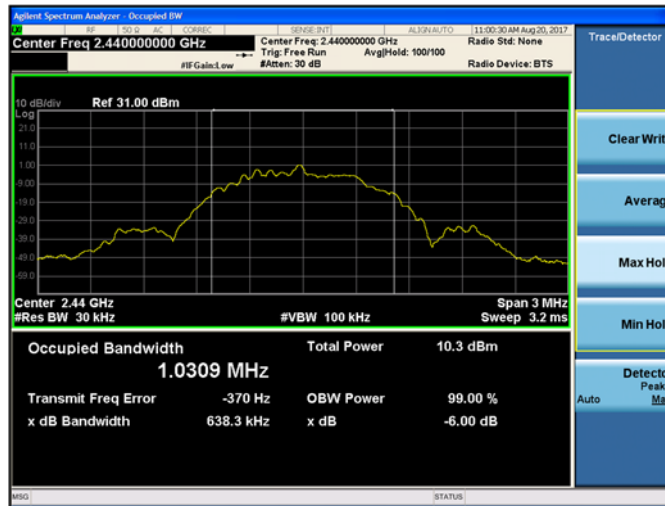 Agilent Spectrum Analyzer - Occupied BW
RF 50 Ω AC CORREC SENSE:INT ALIGN AUTO 11:00:30 AM Aug 20, 2017
Center Freq 2.440000000 GHz
Center Freq: 2.440000000 GHz
Radio Std: None
Trig: Free Run Avg|Hold: 100/100
#IFGain:Low #Atten: 30 dB Radio Device: BTS
Trace/Detector
10 dB/div Ref 31.00 dBm
Log
21.0
11.0
1.00
-9.00
-19.0
-29.0
-39.0
-49.0
-59.0
Center 2.44 GHz Span 3 MHz
#Res BW 30 kHz #VBW 100 kHz Sweep 3.2 ms
Occupied Bandwidth Total Power 10.3 dBm
1.0309 MHz
Transmit Freq Error -370 Hz OBW Power 99.00 %
x dB Bandwidth 638.3 kHz x dB -6.00 dB
Clear Writ
Averag
Max Hol
Min Hol
Detecto
Peak
Auto Ma
MSG STATUS